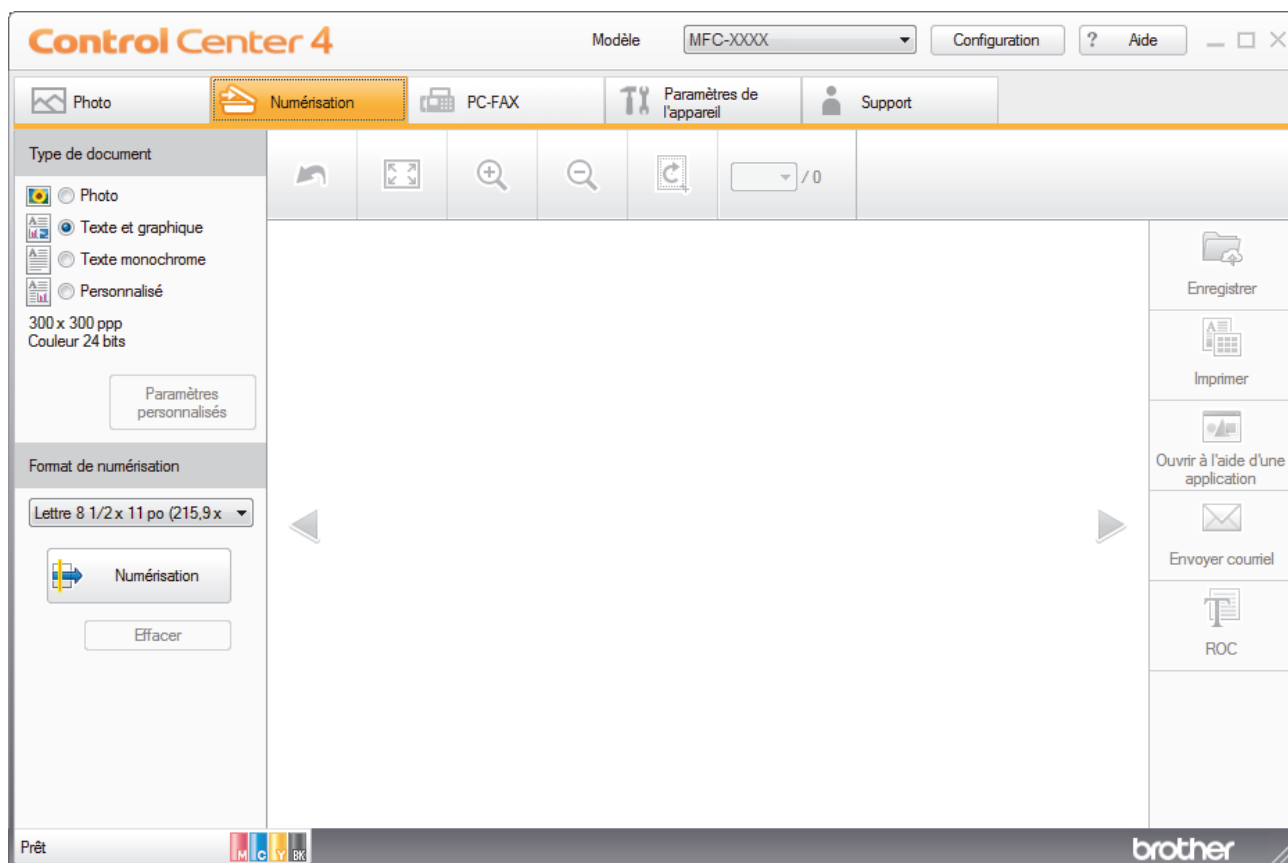 Control Center 4
Modèle
MFC-XXXX
Configuration
? Aide
Photo
Numérisation
PC-FAX
Paramètres de
l'appareil
Support
Type de document
Photo
Texte et graphique
Texte monochrome
Personnalisé
300 x 300 ppp
Couleur 24 bits
Paramètres
personnalisés
Format de numérisation
Lettre 8 1/2 x 11 po (215,9 x
Numérisation
Effacer
/ 0
Enregistrer
Imprimer
Ouvrir à l'aide d'une
application
Envoyer courriel
ROC
Prêt
M C Y BK
brother